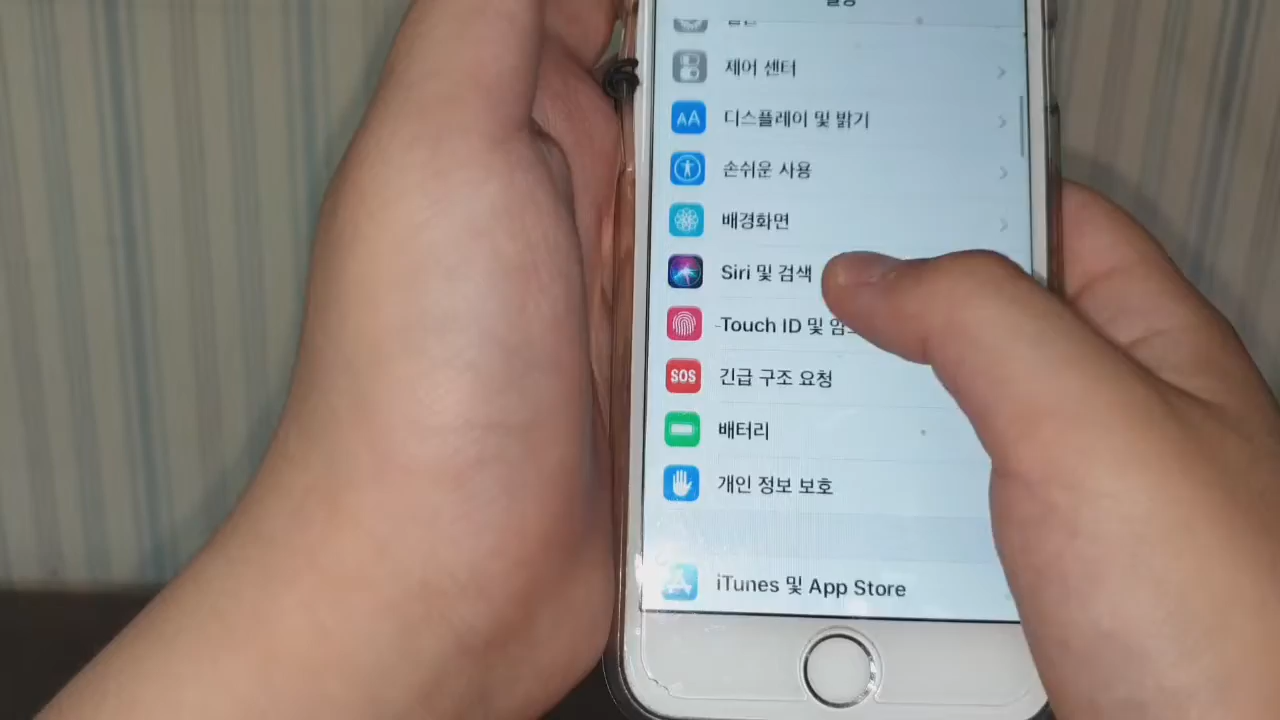 제어 센터
AA 디스플레이 및 밝기
손쉬운 사용
배경화면
Siri 및 검색
Touch ID 및
SOS 긴급 구조 요청
배터리
개인 정보 보호
iTunes 및 App Store